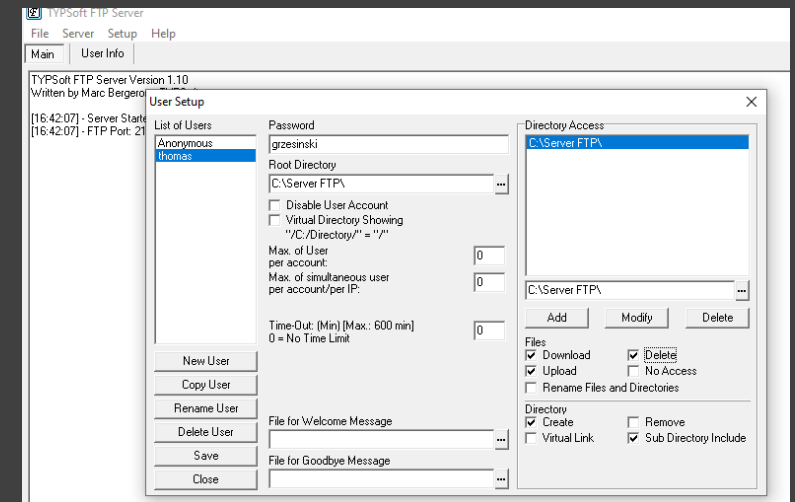 TYPSoft FTP Server
File Server Setup Help
Main User Info
TYPSoft FTP Server Version 1.10
Written by Marc Bergero
[16:42:07] - Server Starte
[16:42:07] - FTP Port: 21
User Setup
List of Users
Anonymous
thomas
New User
Copy User
Rename User
Delete User
Save
Close
Password
grzesinski
Root Directory
C:\Server FTP\
...
Disable User Account
Virtual Directory Showing
"/C:/Directory/" = "/"
Max. of User
per account:
0
Max. of simultaneous user
per account/per IP:
0
Time-Out: (Min) [Max.: 600 min]
0 = No Time Limit
0
File for Welcome Message
...
File for Goodbye Message
...
Directory Access
C:\Server FTP\
C:\Server FTP\
...
Add Modify Delete
Files
Download Delete
Upload No Access
Rename Files and Directories
Directory
Create Remove
Virtual Link Sub Directory Include